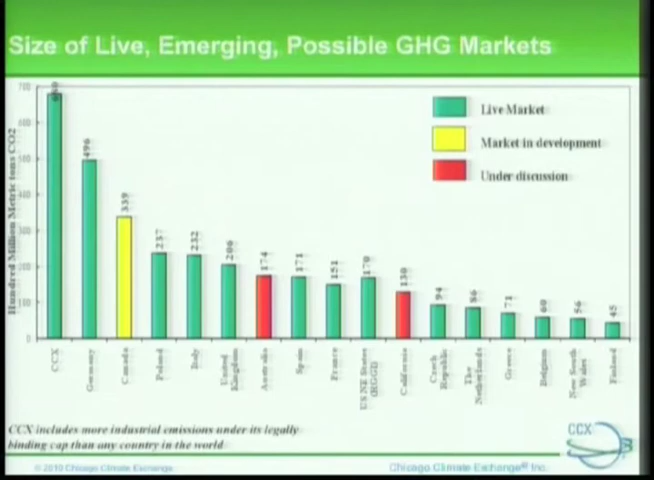 Size of Live, Emerging, Possible GHG Markets
Hundred Million Metric tons CO2
700
600
500
400
300
200
100
0
Live Market
Market in development
Under discussion
496
339
237
232
206
174
171
151
170
130
94
86
71
60
56
45
CCX
Germany
Canada
Poland
Italy
United
Kingdom
Australia
Spain
France
US NE States
(RGGI)
California
Czech
Republic
The
Netherlands
Greece
Belgium
New South
Wales
Finland
CCX includes more industrial emissions under its legally
binding cap than any country in the world
CCX
© 2010 Chicago Climate Exchange
Chicago Climate Exchange® Inc.